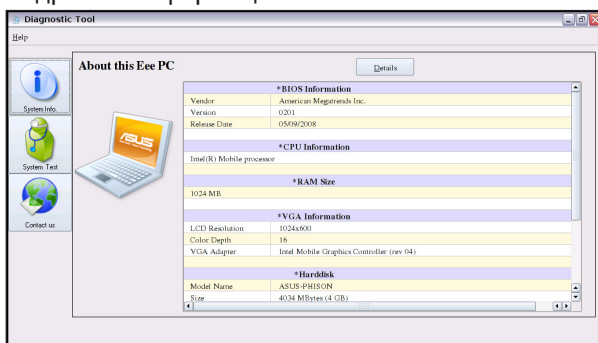 Diagnostic Tool
Help
About this Eee PC
Details
System Info.
System Test
Contact us
ASUS
*BIOS Information
Vendor American Megatrends Inc.
Version 0201
Release Date 05/09/2008
*CPU Information
Intel(R) Mobile processor
*RAM Size
1024 MB
*VGA Information
LCD Resolution 1024x600
Color Depth 16
VGA Adapter Intel Mobile Graphics Controller (rev 04)
*Harddisk
Model Name ASUS-PHISON
Size 4034 MBytes (4 GB)